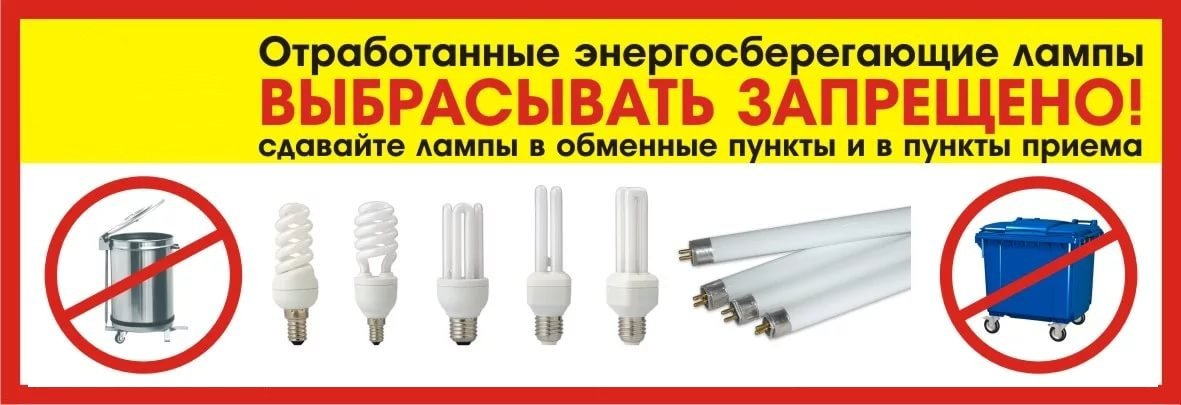 Отработанные энергосберегающие лампы
ВЫБРАСЫВАТЬ ЗАПРЕЩЕНО!
сдавайте лампы в обменные пункты и в пункты приема